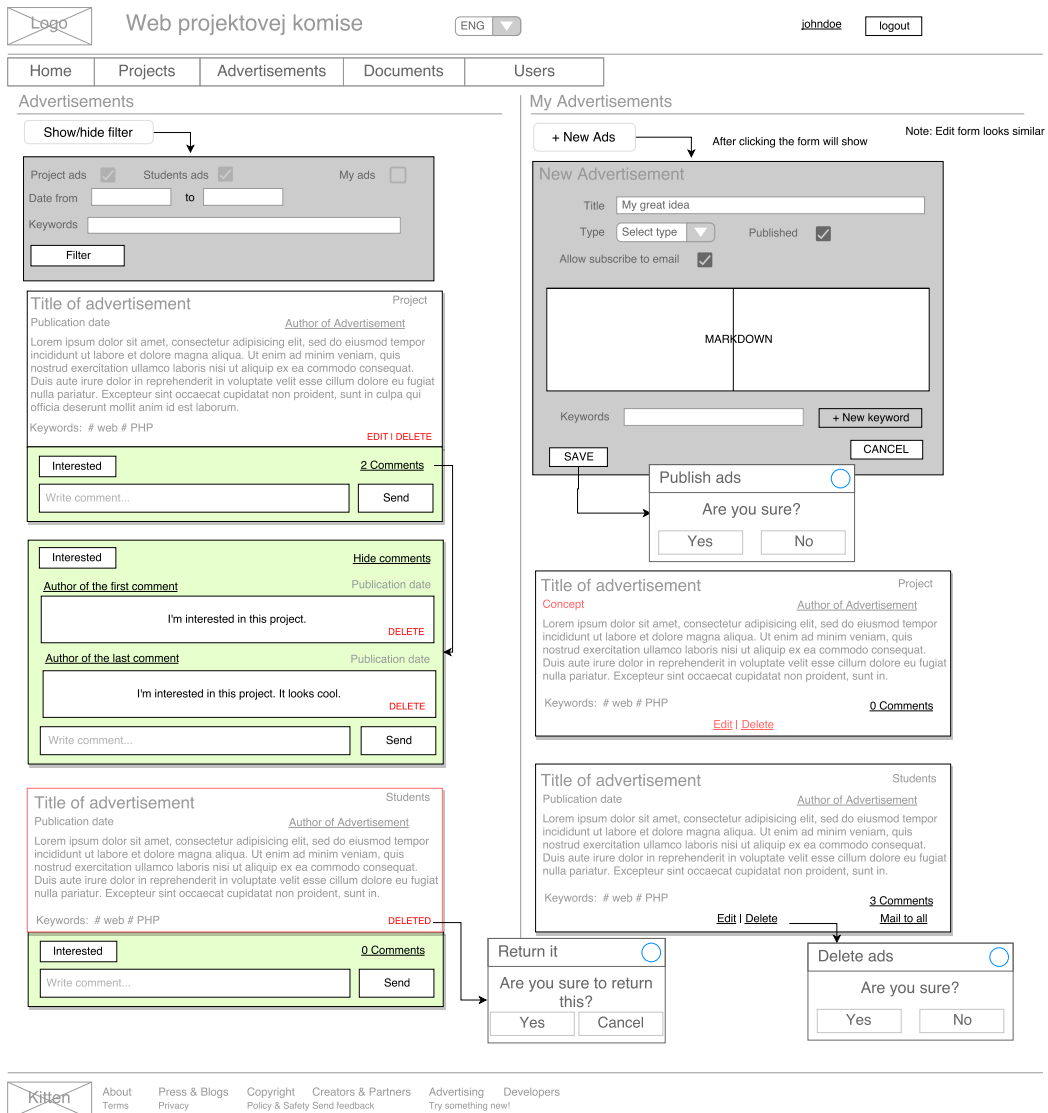 Logo
Web projektovej komise
ENG
johndoe
logout
Home
Projects
Advertisements
Documents
Users
Advertisements
Show/hide filter
Project ads
Students ads
My ads
Date from
to
Keywords
Filter
Title of advertisement
Project
Publication date
Author of Advertisement
Lorem ipsum dolor sit amet, consectetur adipisicing elit, sed do eiusmod tempor
incididunt ut labore et dolore magna aliqua. Ut enim ad minim veniam, quis
nostrud exercitation ullamco laboris nisi ut aliquip ex ea commodo consequat.
Duis aute irure dolor in reprehenderit in voluptate velit esse cillum dolore eu fugiat
nulla pariatur. Excepteur sint occaecat cupidatat non proident, sunt in culpa qui
officia deserunt mollit anim id est laborum.
Keywords: # web # PHP
EDIT I DELETE
Interested
2 Comments
Write comment...
Send
Interested
Hide comments
Author of the first comment
Publication date
I'm interested in this project.
DELETE
Author of the last comment
Publication date
I'm interested in this project. It looks cool.
DELETE
Write comment...
Send
Title of advertisement
Students
Publication date
Author of Advertisement
Lorem ipsum dolor sit amet, consectetur adipisicing elit, sed do eiusmod tempor
incididunt ut labore et dolore magna aliqua. Ut enim ad minim veniam, quis
nostrud exercitation ullamco laboris nisi ut aliquip ex ea commodo consequat.
Duis aute irure dolor in reprehenderit in voluptate velit esse cillum dolore eu fugiat
nulla pariatur. Excepteur sint occaecat cupidatat non proident, sunt in.
Keywords: # web # PHP
DELETED
Interested
0 Comments
Write comment...
Send
Return it
Are you sure to return
this?
Yes
Cancel
My Advertisements
+ New Ads
After clicking the form will show
Note: Edit form looks similar
New Advertisement
Title
My great idea
Type
Select type
Published
Allow subscribe to email
MARKDOWN
Keywords
+ New keyword
SAVE
CANCEL
Publish ads
Are you sure?
Yes
No
Title of advertisement
Project
Concept
Author of Advertisement
Lorem ipsum dolor sit amet, consectetur adipisicing elit, sed do eiusmod tempor
incididunt ut labore et dolore magna aliqua. Ut enim ad minim veniam, quis
nostrud exercitation ullamco laboris nisi ut aliquip ex ea commodo consequat.
Duis aute irure dolor in reprehenderit in voluptate velit esse cillum dolore eu fugiat
nulla pariatur. Excepteur sint occaecat cupidatat non proident, sunt in.
Keywords: # web # PHP
0 Comments
Edit I Delete
Title of advertisement
Students
Publication date
Author of Advertisement
Lorem ipsum dolor sit amet, consectetur adipisicing elit, sed do eiusmod tempor
incididunt ut labore et dolore magna aliqua. Ut enim ad minim veniam, quis
nostrud exercitation ullamco laboris nisi ut aliquip ex ea commodo consequat.
Duis aute irure dolor in reprehenderit in voluptate velit esse cillum dolore eu fugiat
nulla pariatur. Excepteur sint occaecat cupidatat non proident, sunt in.
Keywords: # web # PHP
3 Comments
Edit I Delete
Mail to all
Delete ads
Are you sure?
Yes
No
Kitten
About
Press & Blogs
Copyright
Creators & Partners
Advertising
Developers
Terms
Privacy
Policy & Safety
Send feedback
Try something new!